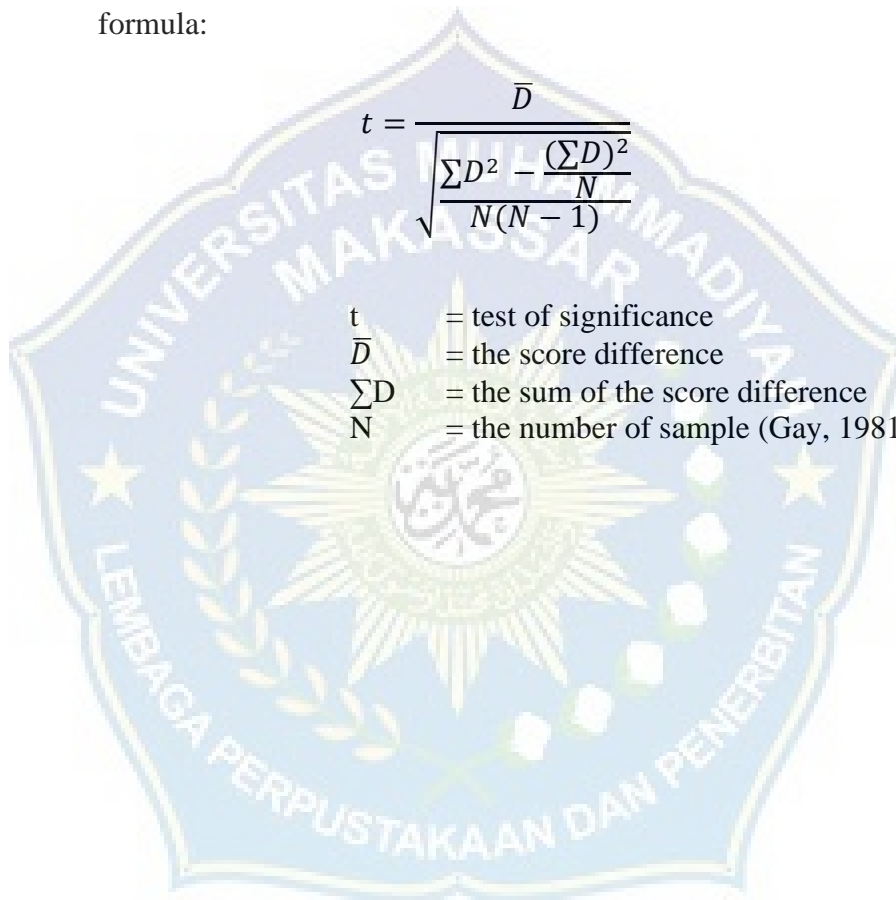 formula:
t = D̅ / √((∑D² − (∑D)²/N) / (N(N − 1)))
t = test of significance
D̅ = the score difference
∑D = the sum of the score difference
N = the number of sample (Gay, 1981
UNIVERSITAS MUHAMMADIYAH
MAKASSAR
LEMBAGA PERPUSTAKAAN DAN PENERBITAN